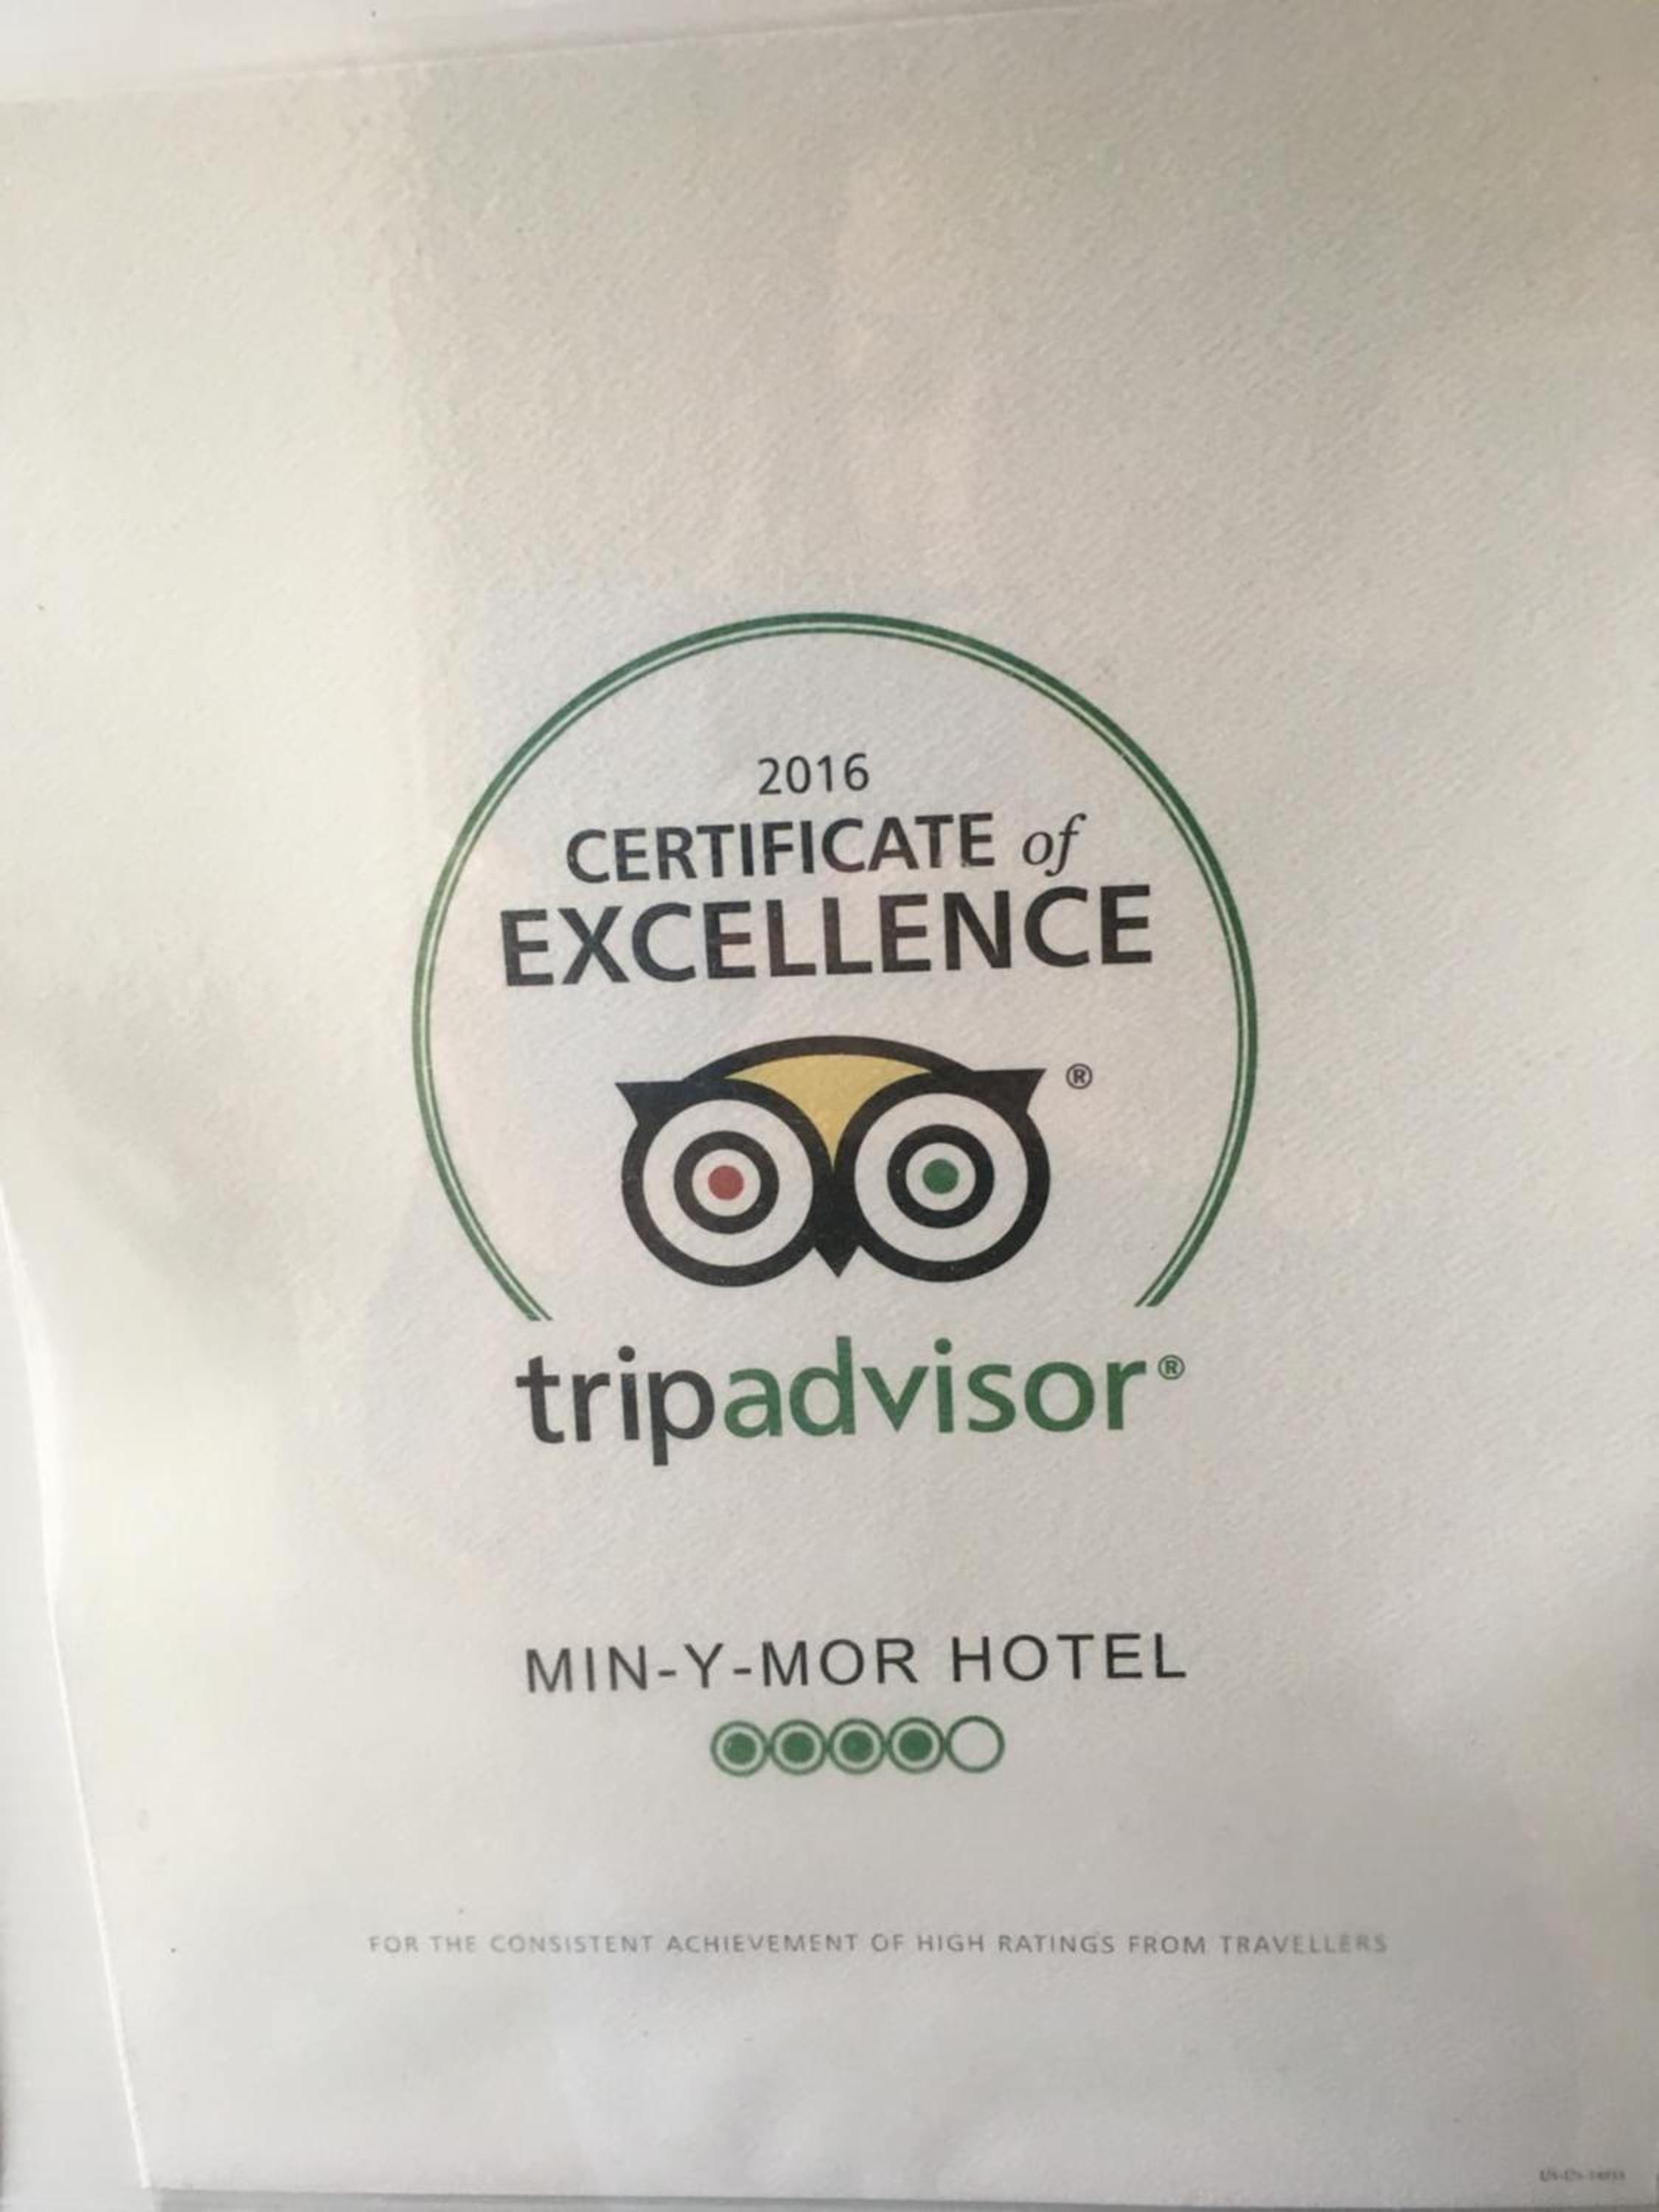 2016
CERTIFICATE of
EXCELLENCE
®
tripadvisor®
MIN-Y-MOR HOTEL
FOR THE CONSISTENT ACHIEVEMENT OF HIGH RATINGS FROM TRAVELLERS